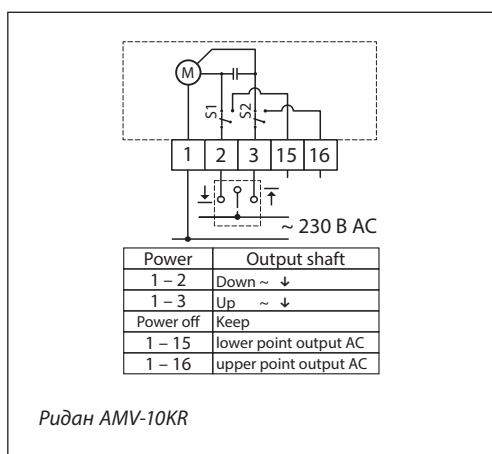 M
S1
S2
1 2 3 15 16
~ 230 В AC
Power Output shaft
1 – 2 Down ~ ↓
1 – 3 Up ~ ↓
Power off Keep
1 – 15 lower point output AC
1 – 16 upper point output AC
Ридан AMV-10KR